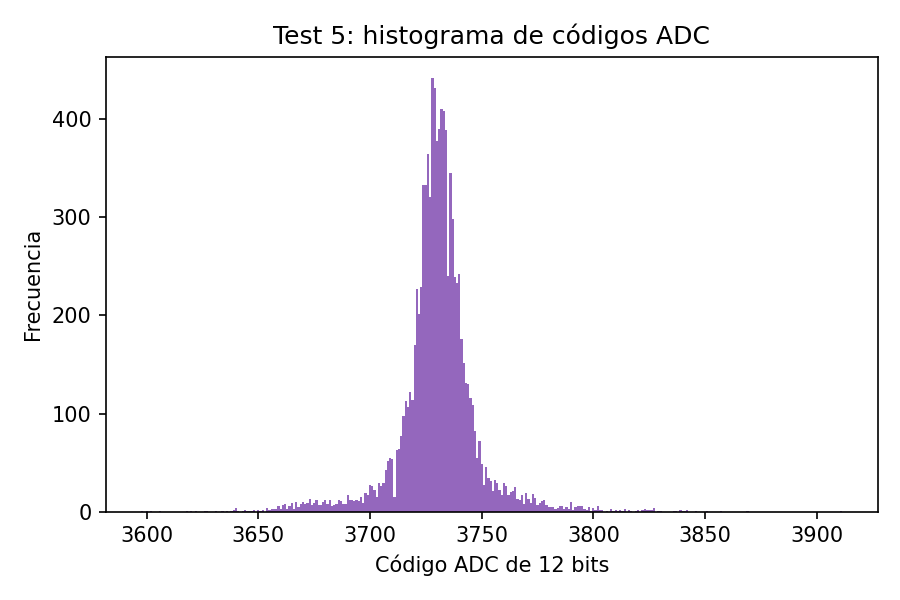 Test 5: histograma de códigos ADC
Frecuencia
400
300
200
100
0
3600 3650 3700 3750 3800 3850 3900
Código ADC de 12 bits